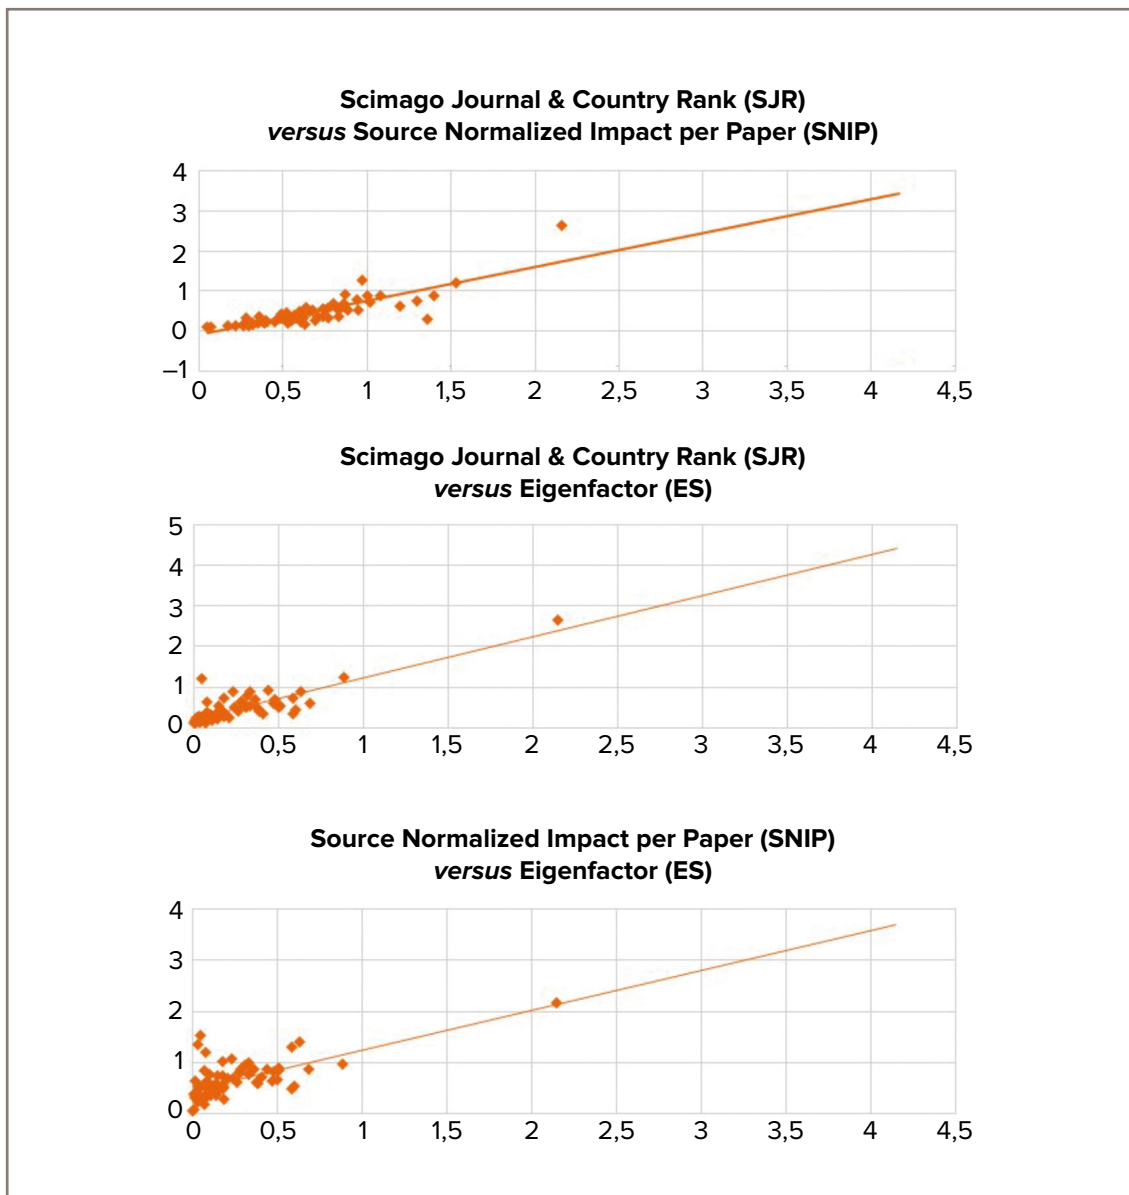 Scimago Journal & Country Rank (SJR)
versus Source Normalized Impact per Paper (SNIP)
4
3
2
1
0
–1
0 0,5 1 1,5 2 2,5 3 3,5 4 4,5
Scimago Journal & Country Rank (SJR)
versus Eigenfactor (ES)
5
4
3
2
1
0
0 0,5 1 1,5 2 2,5 3 3,5 4 4,5
Source Normalized Impact per Paper (SNIP)
versus Eigenfactor (ES)
4
3
2
1
0
0 0,5 1 1,5 2 2,5 3 3,5 4 4,5